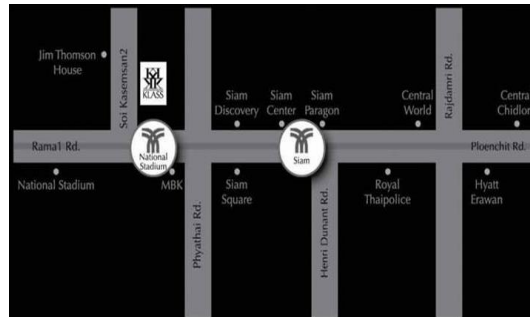 Jim Thomson
House
Soi Kasemsan2
KLASS
Siam
Discovery
Siam
Center
Siam
Paragon
Central
World
Rajdamri Rd.
Centra
Chidlon
Rama1 Rd.
National
Stadium
Siam
Ploenchit Rd.
National Stadium
MBK
Phyathai Rd.
Siam
Square
Henri Dunant Rd.
Royal
Thaipolice
Hyatt
Erawan